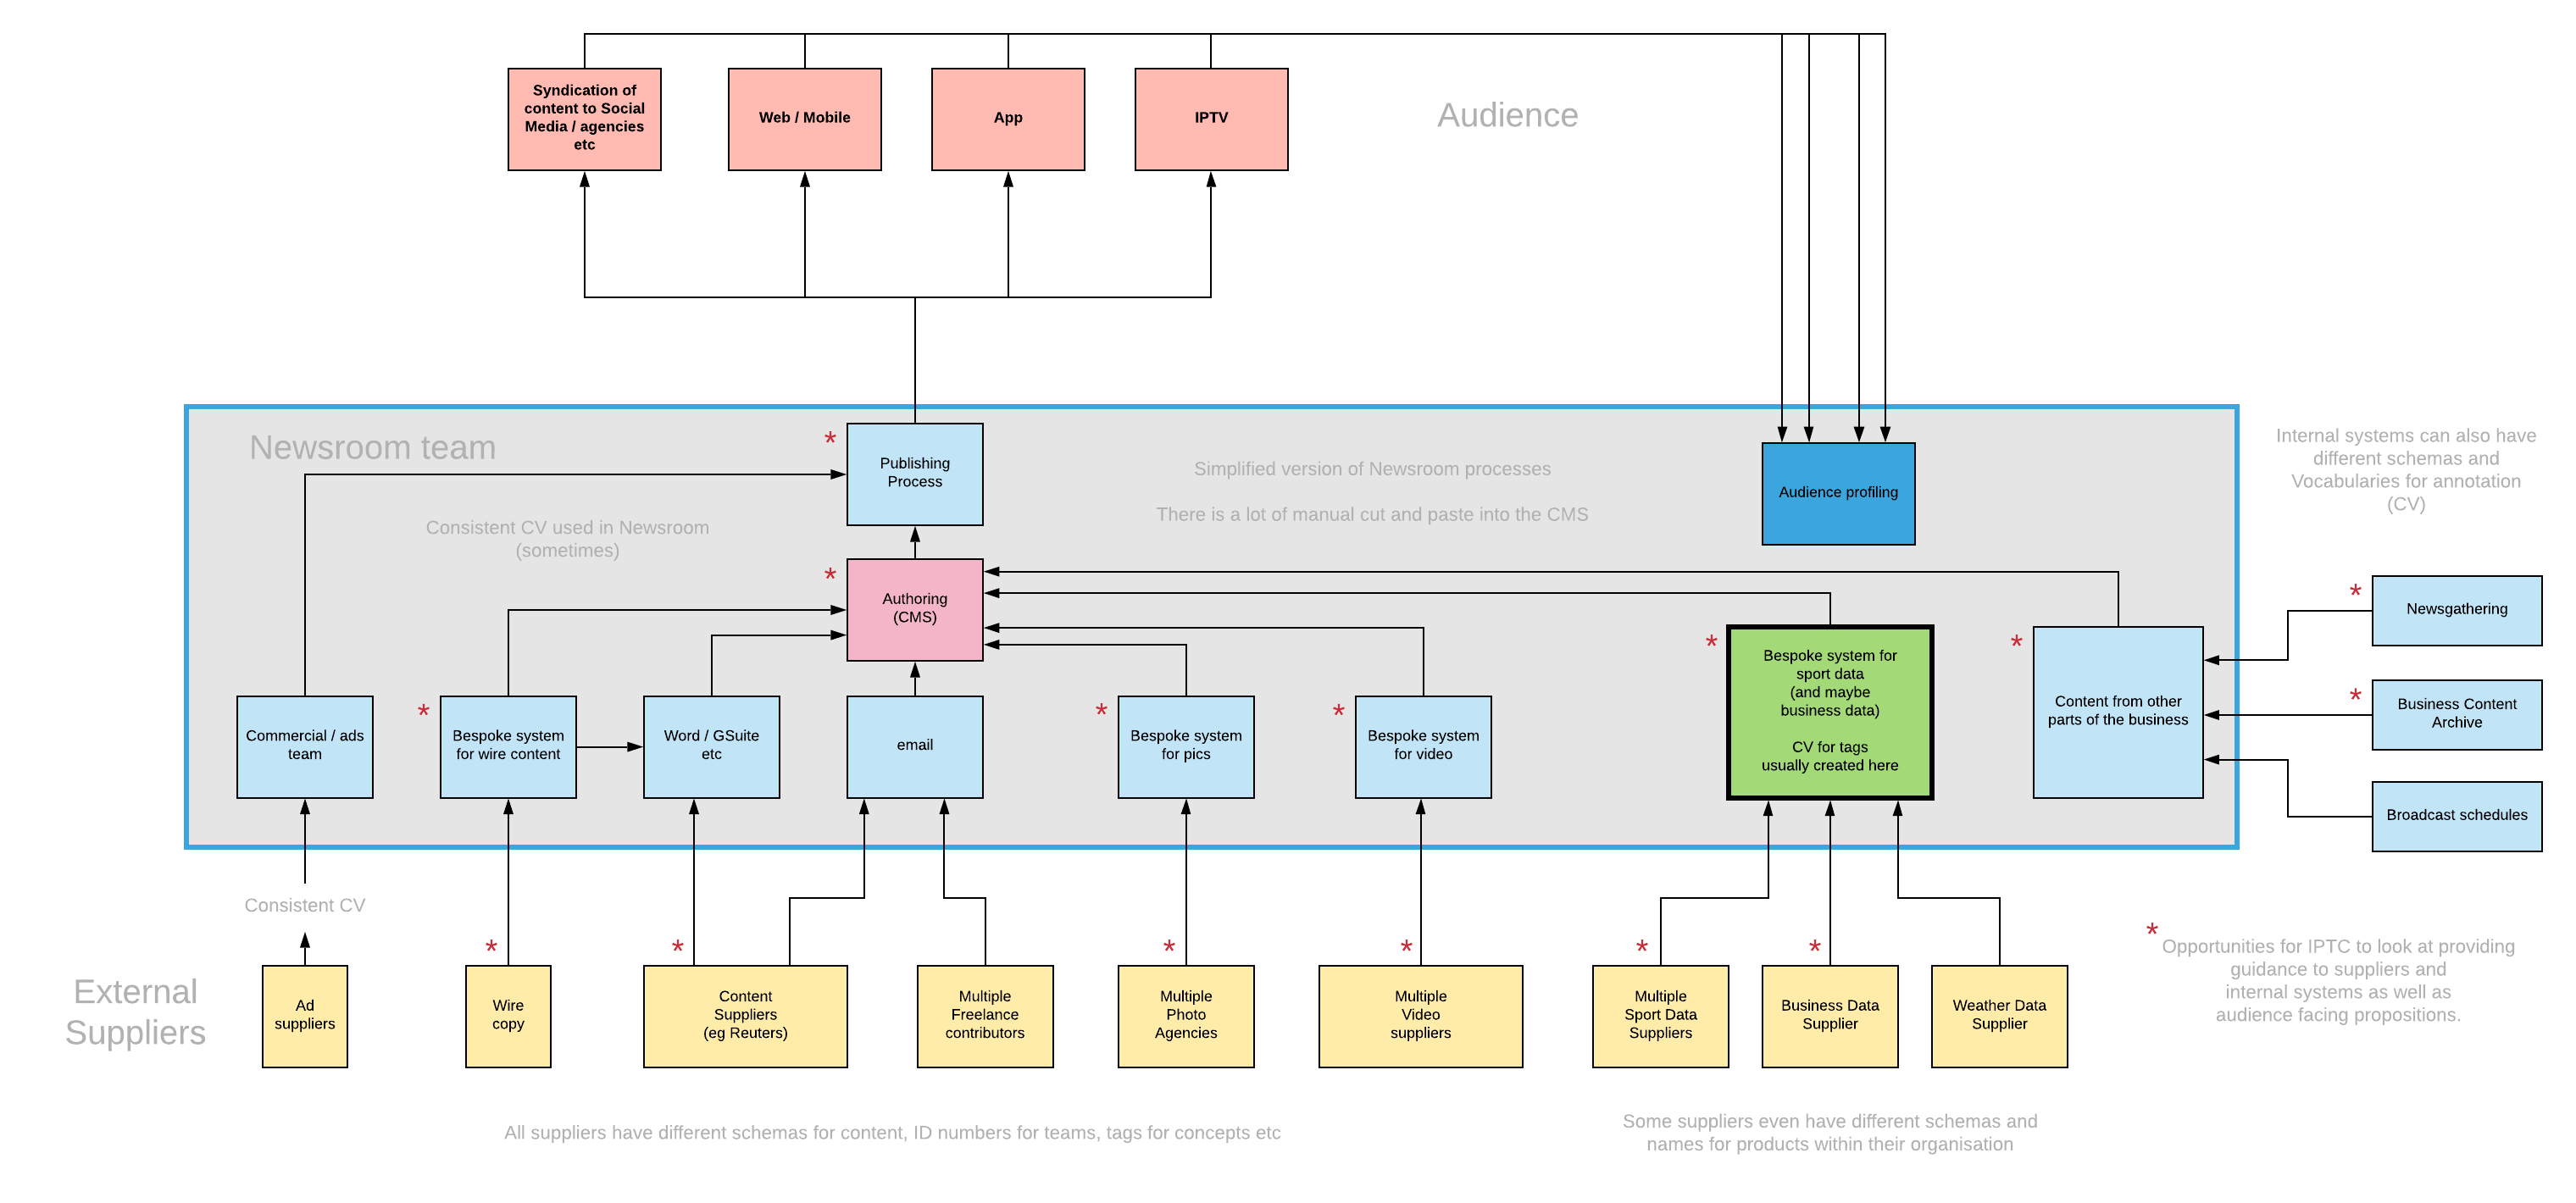 Syndication of
content to Social
Media / agencies
etc
Web / Mobile
App
IPTV
Audience
Newsroom team
*
Publishing
Process
Simplified version of Newsroom processes
There is a lot of manual cut and paste into the CMS
Audience profiling
Internal systems can also have
different schemas and
Vocabularies for annotation
(CV)
Consistent CV used in Newsroom
(sometimes)
*
Authoring
(CMS)
*
Newsgathering
*
Business Content
Archive
Broadcast schedules
Commercial / ads
team
*
Bespoke system
for wire content
Word / GSuite
etc
email
*
Bespoke system
for pics
*
Bespoke system
for video
*
Bespoke system for
sport data
(and maybe
business data)
CV for tags
usually created here
*
Content from other
parts of the business
Consistent CV
External
Suppliers
Ad
suppliers
*
Wire
copy
*
Content
Suppliers
(eg Reuters)
Multiple
Freelance
contributors
*
Multiple
Photo
Agencies
*
Multiple
Video
suppliers
*
Multiple
Sport Data
Suppliers
*
Business Data
Supplier
Weather Data
Supplier
*
Opportunities for IPTC to look at providing
guidance to suppliers and
internal systems as well as
audience facing propositions.
All suppliers have different schemas for content, ID numbers for teams, tags for concepts etc
Some suppliers even have different schemas and
names for products within their organisation